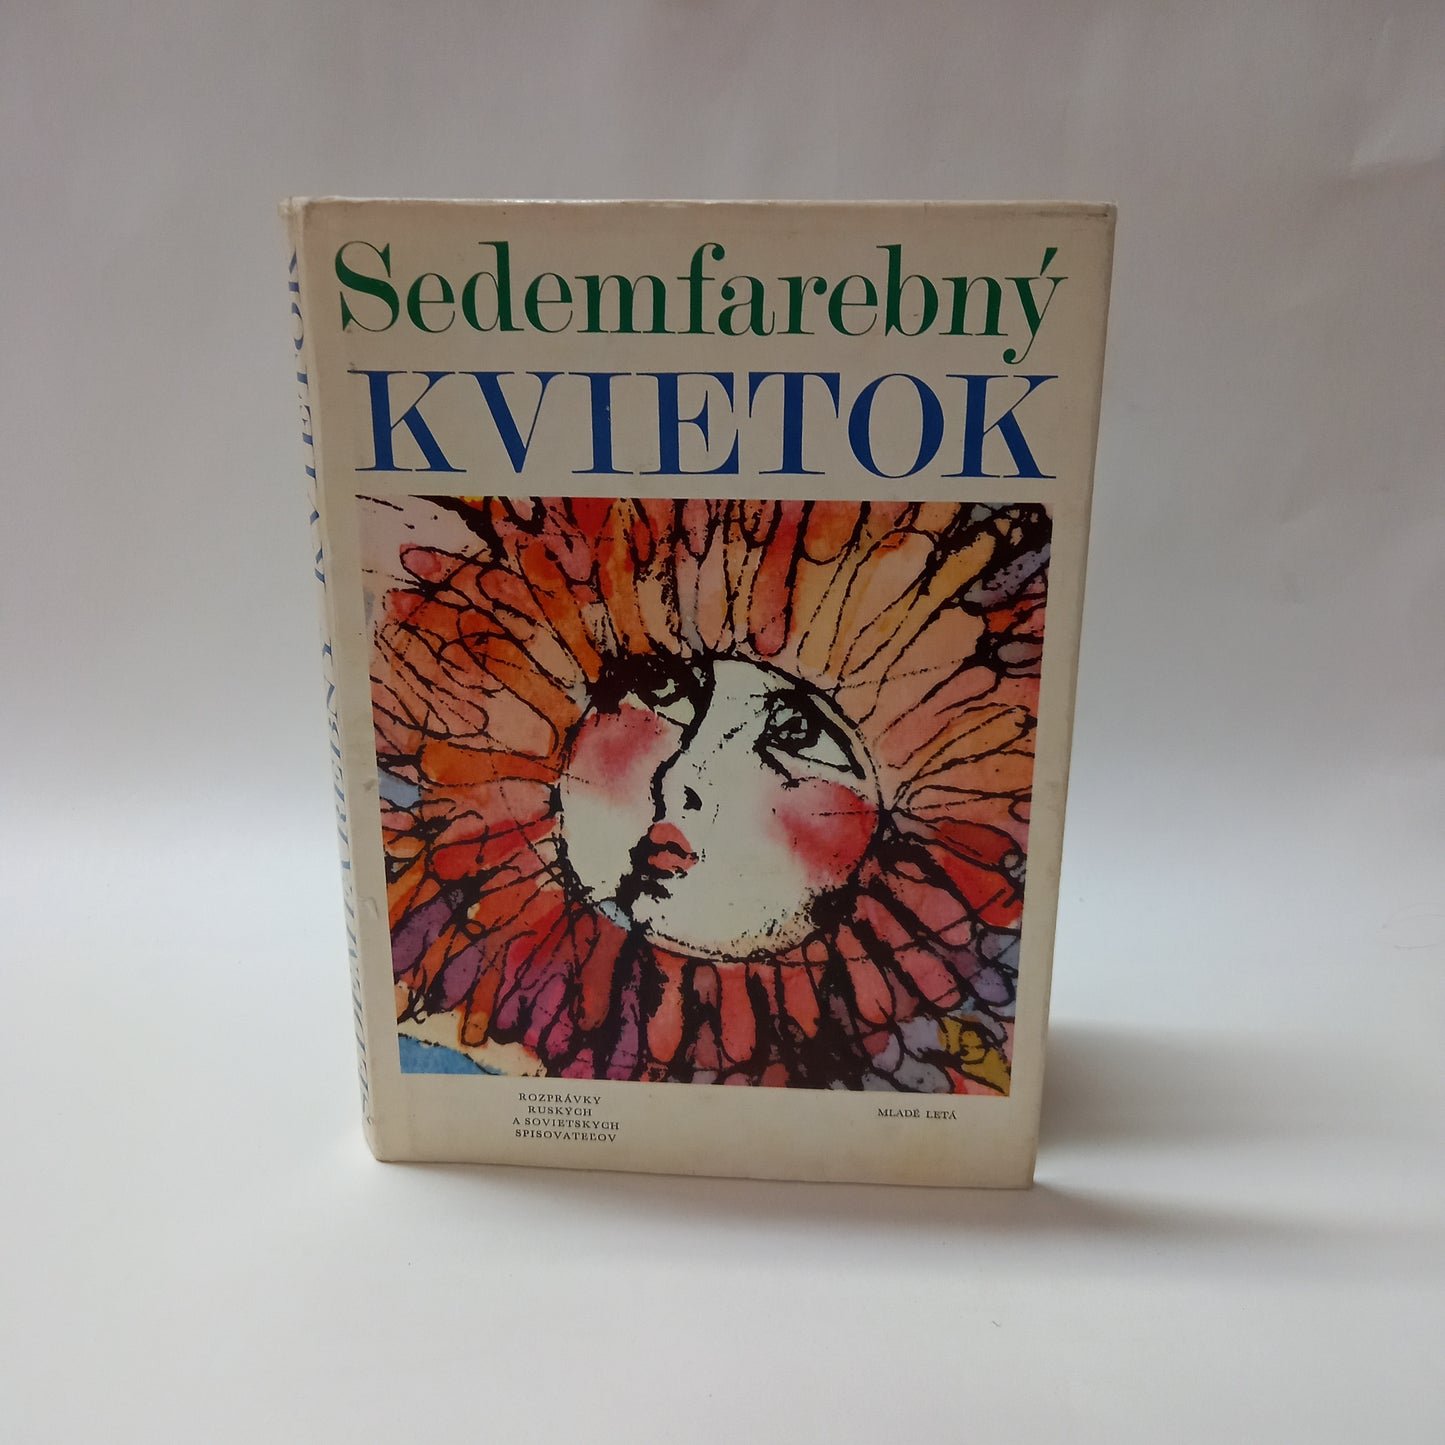 Sedemfarebný
KVIETOK
ROZPRÁVKY
RUSKÝCH
A SOVIETSKYCH
SPISOVATEĽOV
MLADÉ LETÁ
SEDEMFAREBNÝ KVIETOK